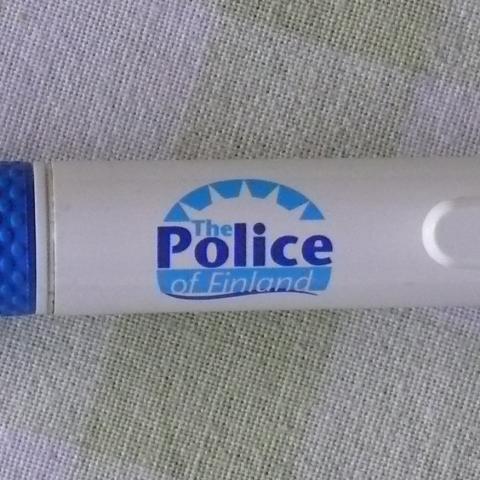 The
Police
of Finland